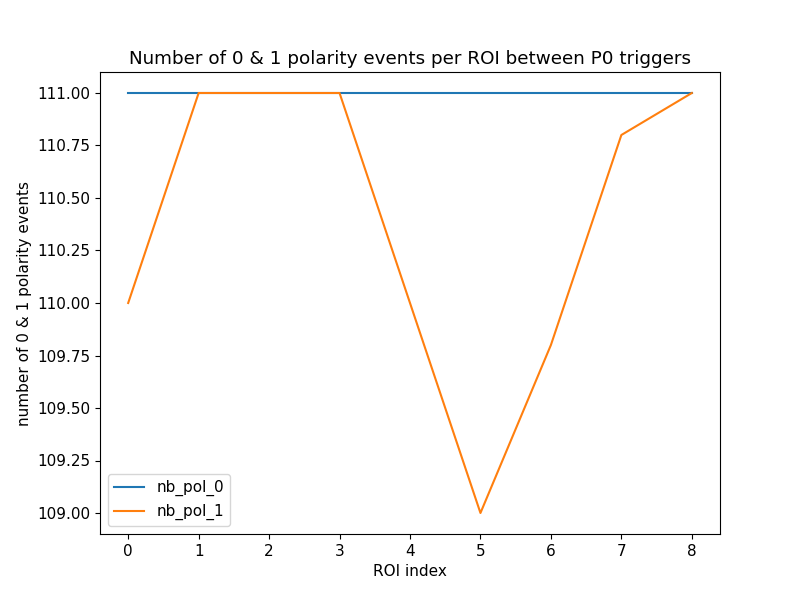 Number of 0 & 1 polarity events per ROI between P0 triggers
number of 0 & 1 polarity events
111.00
110.75
110.50
110.25
110.00
109.75
109.50
109.25
109.00
nb_pol_0
nb_pol_1
0 1 2 3 4 5 6 7 8
ROI index